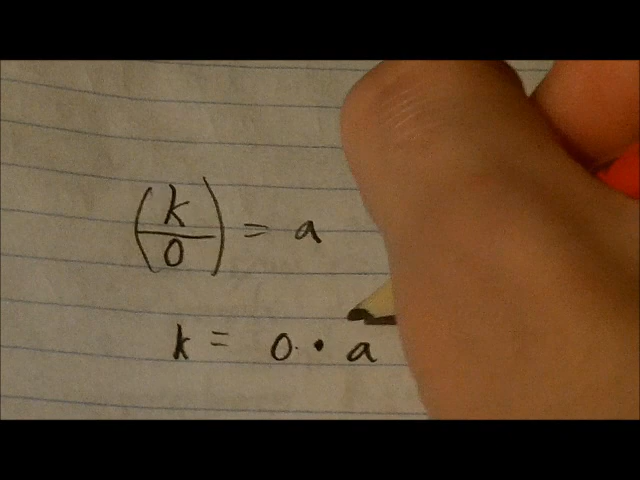 (k/0) = a
k = 0 · a